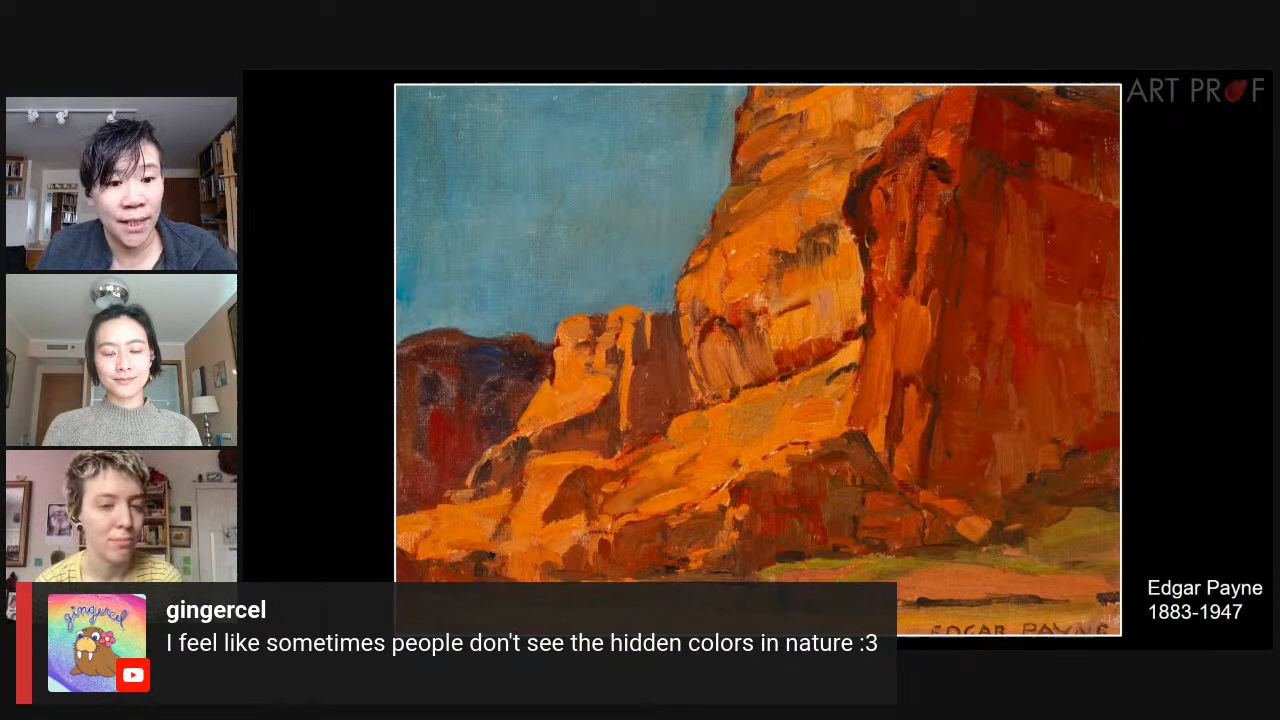 ART PROF
Edgar Payne
1883-1947
EDGAR PAYNE
gingercel
gingercel
I feel like sometimes people don't see the hidden colors in nature :3